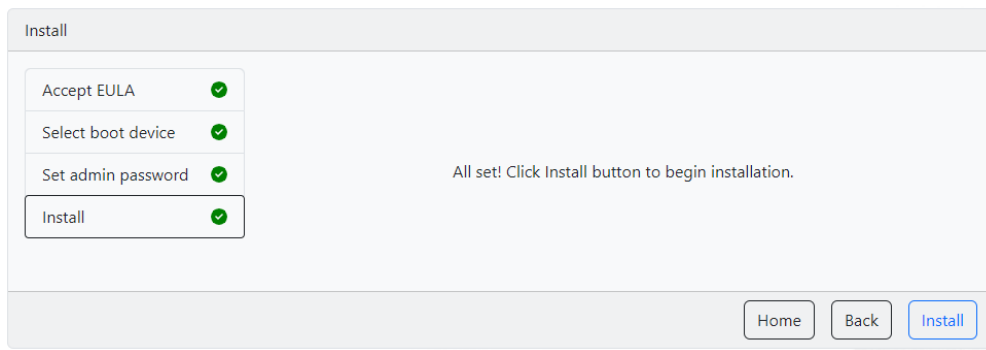 Install
Accept EULA
Select boot device
Set admin password
Install
All set! Click Install button to begin installation.
Home
Back
Install